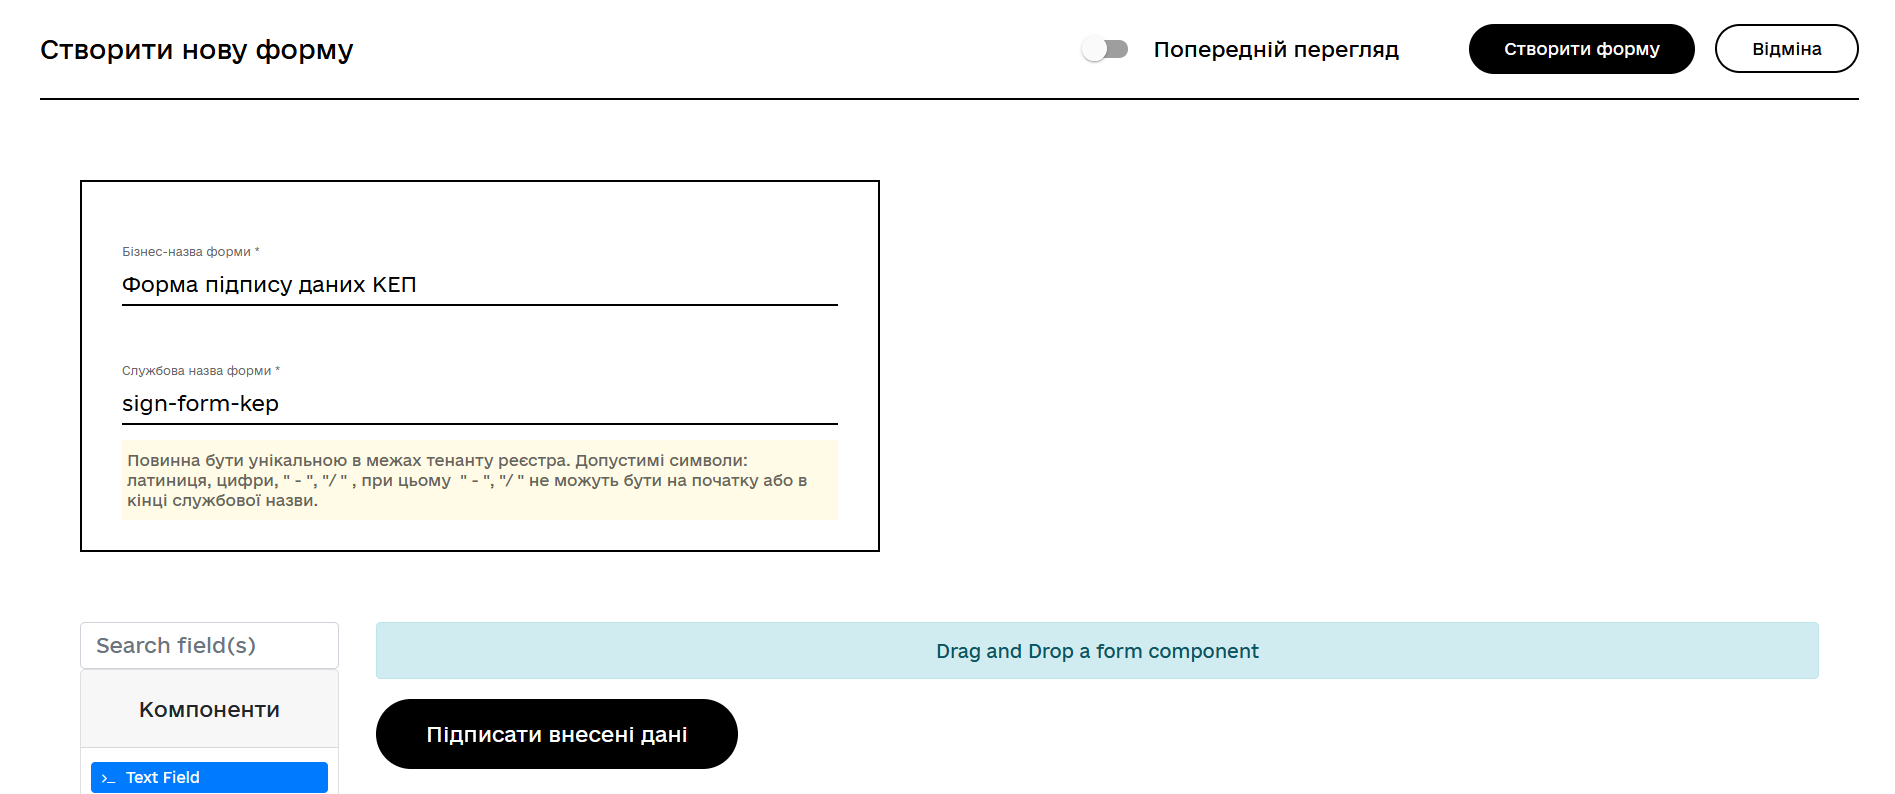 Створити нову форму
Попередній перегляд
Створити форму
Відміна
Бізнес-назва форми *
Форма підпису даних КЕП
Службова назва форми *
sign-form-kep
Повинна бути унікальною в межах тенанту реєстра. Допустимі символи:
латиниця, цифри, " - ", "/ " , при цьому " - ", "/ " не можуть бути на початку або в
кінці службової назви.
Search field(s)
Drag and Drop a form component
Компоненти
Підписати внесені дані
>_ Text Field